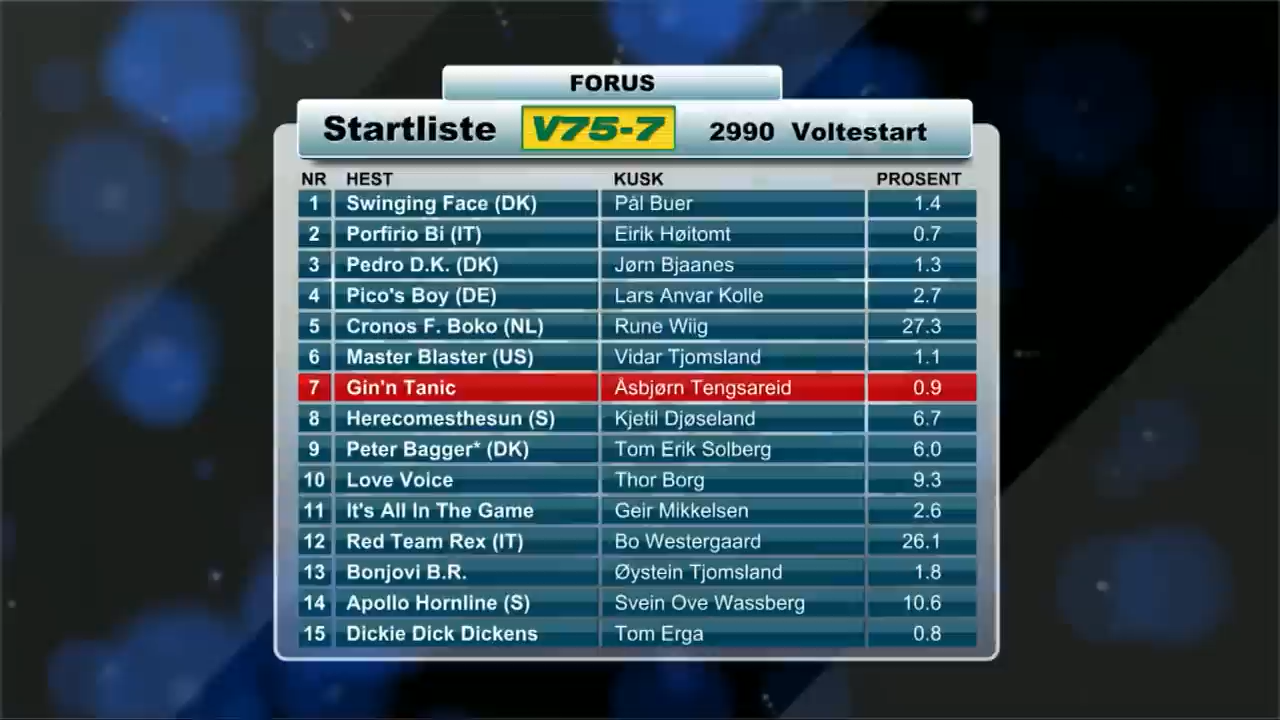 FORUS
Startliste V75-7 2990 Voltestart
NR HEST KUSK PROSENT
1 Swinging Face (DK) Pål Buer 1.4
2 Porfirio Bi (IT) Eirik Høitomt 0.7
3 Pedro D.K. (DK) Jørn Bjaanes 1.3
4 Pico's Boy (DE) Lars Anvar Kolle 2.7
5 Cronos F. Boko (NL) Rune Wiig 27.3
6 Master Blaster (US) Vidar Tjomsland 1.1
7 Gin'n Tanic Åsbjørn Tengsareid 0.9
8 Herecomesthesun (S) Kjetil Djøseland 6.7
9 Peter Bagger* (DK) Tom Erik Solberg 6.0
10 Love Voice Thor Borg 9.3
11 It's All In The Game Geir Mikkelsen 2.6
12 Red Team Rex (IT) Bo Westergaard 26.1
13 Bonjovi B.R. Øystein Tjomsland 1.8
14 Apollo Hornline (S) Svein Ove Wassberg 10.6
15 Dickie Dick Dickens Tom Erga 0.8